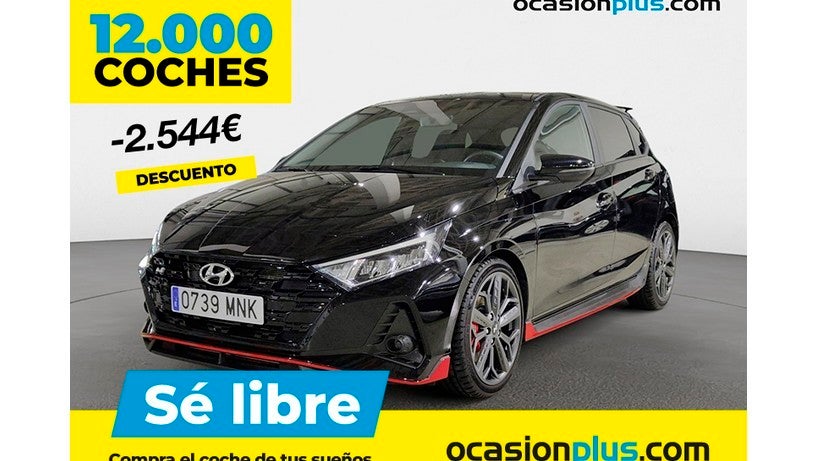 ocasionplus.com
12.000
COCHES
-2.544€
DESCUENTO
0739 MNK
Sé libre
Compra el coche de tus sueños
ocasionplus.com